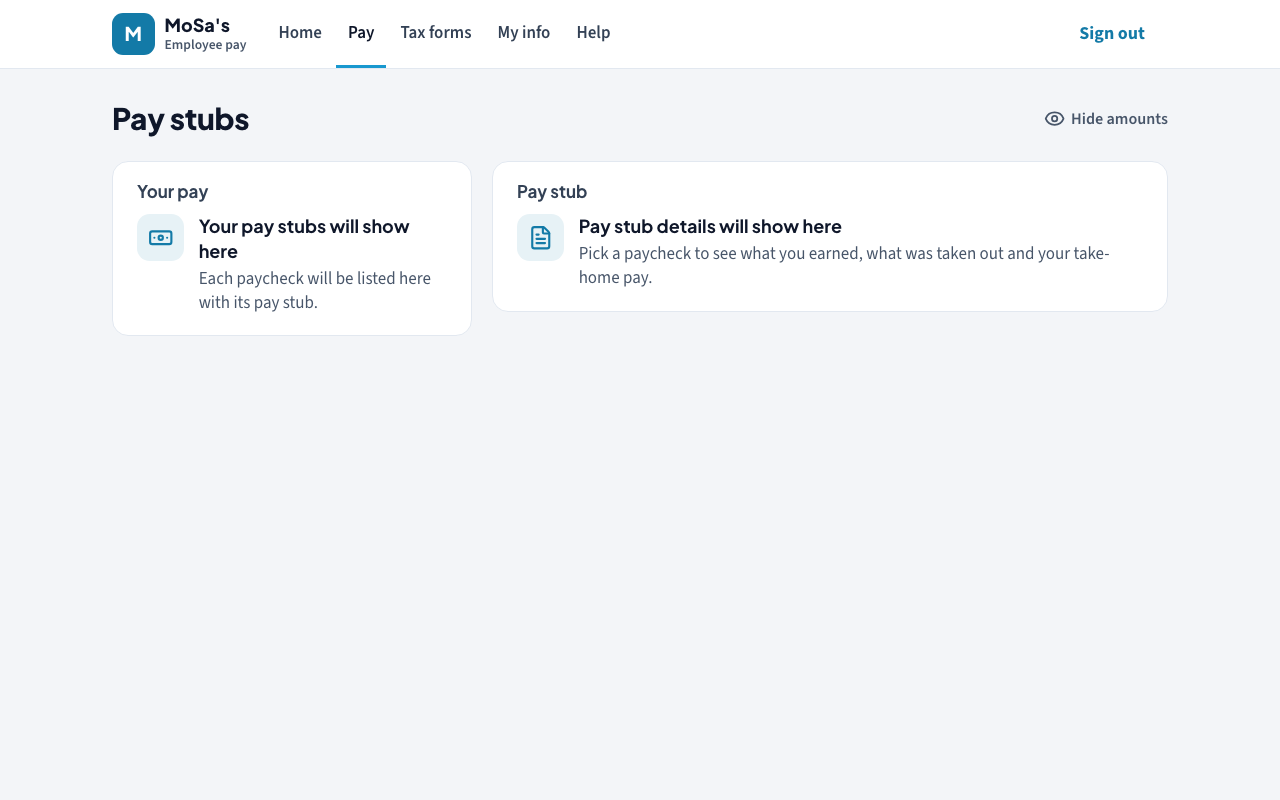 M
MoSa's
Employee pay
Home
Pay
Tax forms
My info
Help
Sign out
Pay stubs
Hide amounts
Your pay
Your pay stubs will show
here
Each paycheck will be listed here
with its pay stub.
Pay stub
Pay stub details will show here
Pick a paycheck to see what you earned, what was taken out and your take-
home pay.